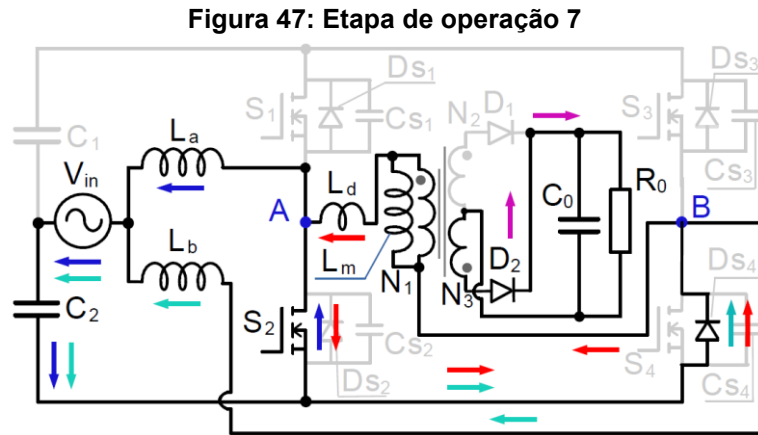 Figura 47: Etapa de operação 7
Ds1
Ds3
S1
Cs1
N2
D1
S3
Cs3
C1
La
Vin
Ld
A
C0
R0
B
Lb
Lm
D2
Ds4
C2
S2
N1
N3
Cs2
S4
Ds2
Cs4